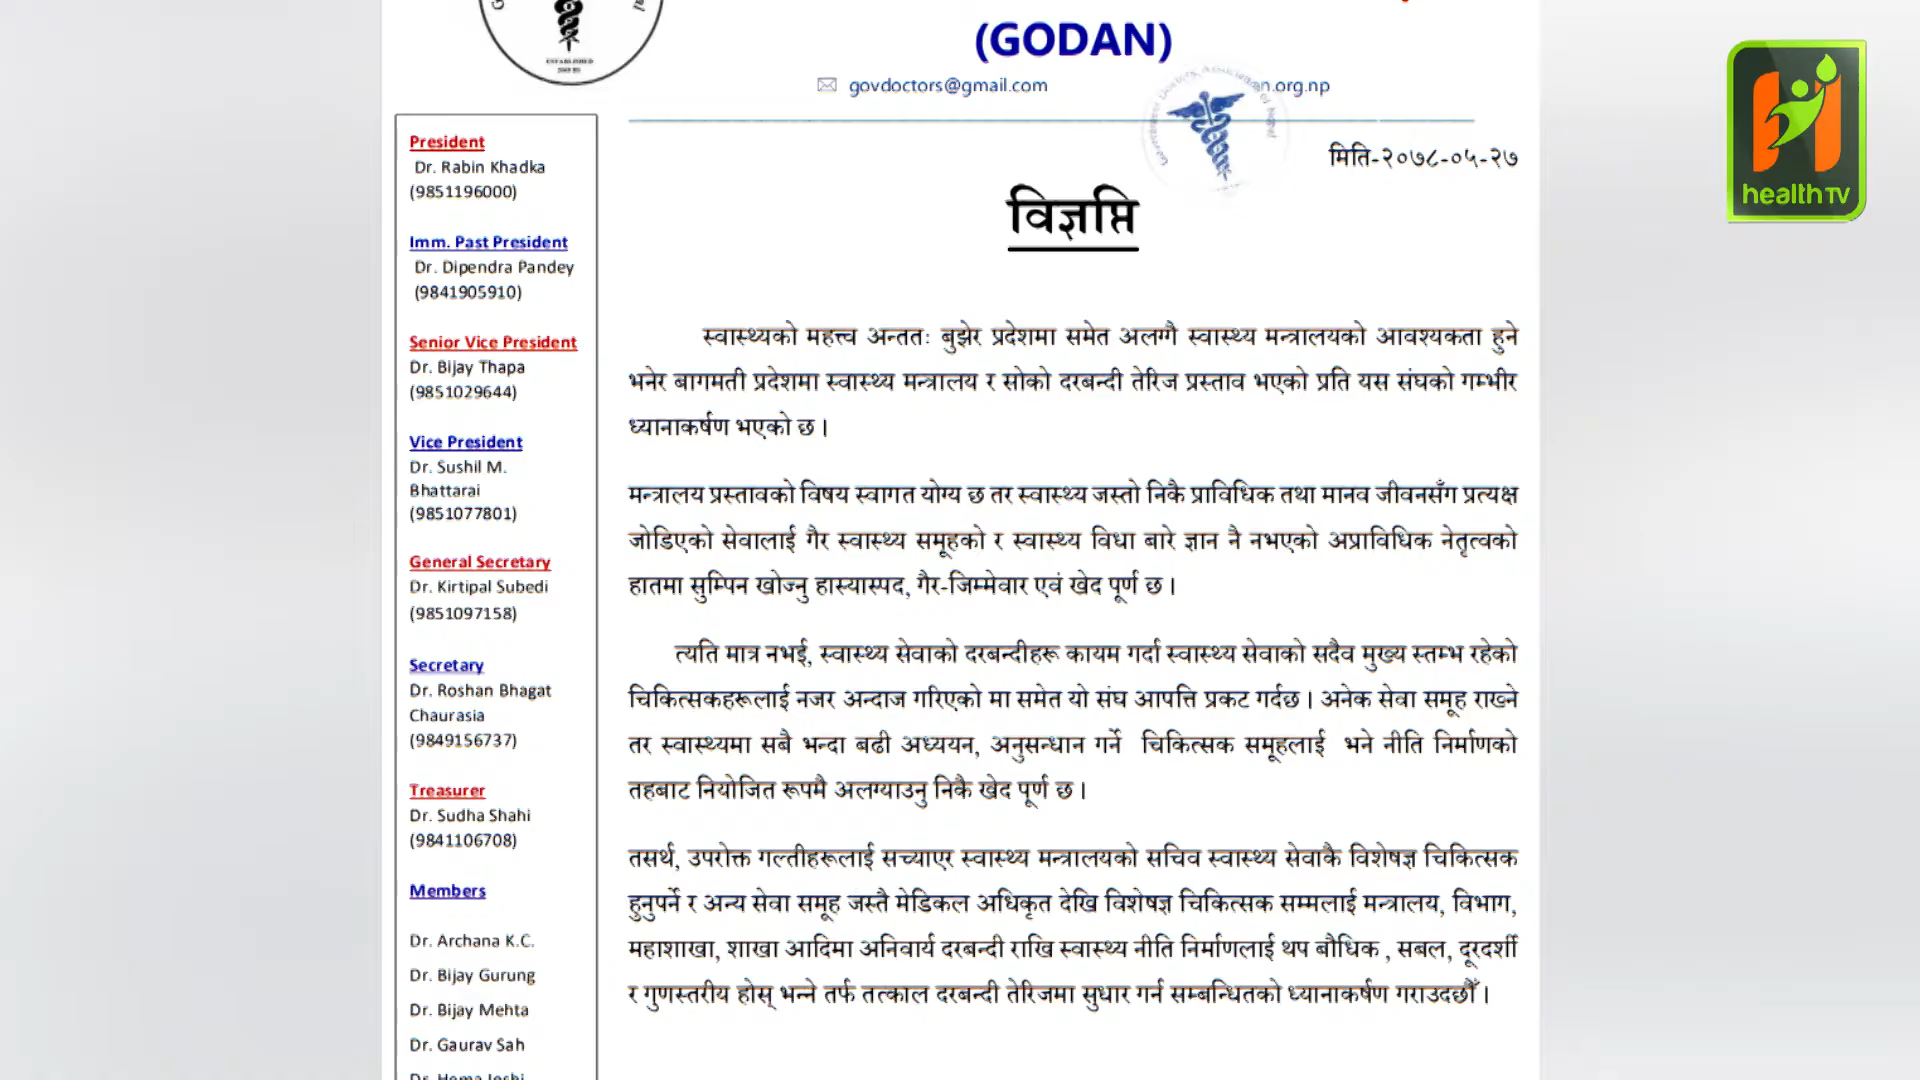 (GODAN)
govdoctors@gmail.com
an.org.np
ESTABLISHED
healthTV
President
Dr. Rabin Khadka
(9851196000)
Imm. Past President
Dr. Dipendra Pandey
(9841905910)
Senior Vice President
Dr. Bijay Thapa
(9851029644)
Vice President
Dr. Sushil M.
Bhattarai
(9851077801)
General Secretary
Dr. Kirtipal Subedi
(9851097158)
Secretary
Dr. Roshan Bhagat
Chaurasia
(9849156737)
Treasurer
Dr. Sudha Shahi
(9841106708)
Members
Dr. Archana K.C.
Dr. Bijay Gurung
Dr. Bijay Mehta
Dr. Gaurav Sah
Dr. Hema Joshi
मिति-२०७८-०५-२७
विज्ञप्ति
स्वास्थ्यको महत्त्व अन्ततः बुझेर प्रदेशमा समेत अलग्गै स्वास्थ्य मन्त्रालयको आवश्यकता हुने
भनेर बागमती प्रदेशमा स्वास्थ्य मन्त्रालय र सोको दरबन्दी तेरिज प्रस्ताव भएको प्रति यस संघको गम्भीर
ध्यानाकर्षण भएको छ ।
मन्त्रालय प्रस्तावको विषय स्वागत योग्य छ तर स्वास्थ्य जस्तो निकै प्राविधिक तथा मानव जीवनसँग प्रत्यक्ष
जोडिएको सेवालाई गैर स्वास्थ्य समूहको र स्वास्थ्य विधा बारे ज्ञान नै नभएको अप्राविधिक नेतृत्वको
हातमा सुम्पिन खोज्नु हास्यास्पद, गैर-जिम्मेवार एवं खेद पूर्ण छ ।
त्यति मात्र नभई, स्वास्थ्य सेवाको दरबन्दीहरू कायम गर्दा स्वास्थ्य सेवाको सदैव मुख्य स्तम्भ रहेको
चिकित्सकहरूलाई नजर अन्दाज गरिएको मा समेत यो संघ आपत्ति प्रकट गर्दछ । अनेक सेवा समूह राख्ने
तर स्वास्थ्यमा सबै भन्दा बढी अध्ययन, अनुसन्धान गर्ने चिकित्सक समूहलाई भने नीति निर्माणको
तहबाट नियोजित रूपमै अलग्याउनु निकै खेद पूर्ण छ ।
तसर्थ, उपरोक्त गल्तीहरूलाई सच्याएर स्वास्थ्य मन्त्रालयको सचिव स्वास्थ्य सेवाकै विशेषज्ञ चिकित्सक
हुनुपर्ने र अन्य सेवा समूह जस्तै मेडिकल अधिकृत देखि विशेषज्ञ चिकित्सक सम्मलाई मन्त्रालय, विभाग,
महाशाखा, शाखा आदिमा अनिवार्य दरबन्दी राखि स्वास्थ्य नीति निर्माणलाई थप बौधिक , सबल, दूरदर्शी
र गुणस्तरीय होस् भन्ने तर्फ तत्काल दरबन्दी तेरिजमा सुधार गर्न सम्बन्धितको ध्यानाकर्षण गराउदछौँ ।